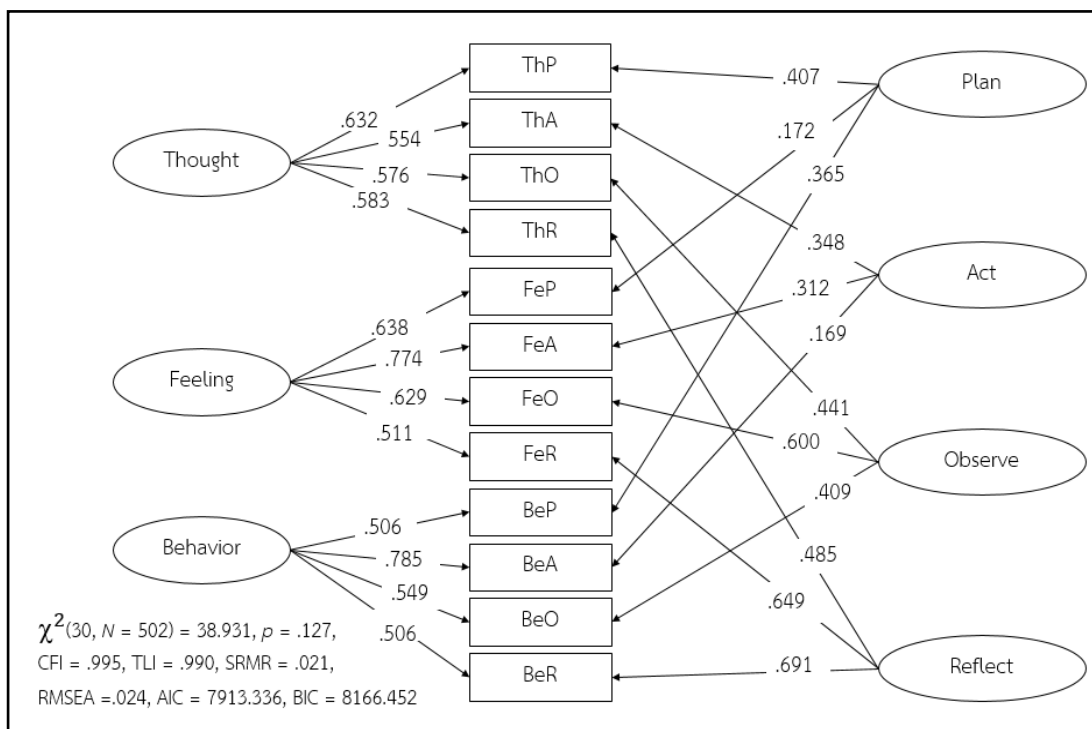 ThP
.407
Plan
.632
ThA
.172
554
Thought
.576
ThO
.365
.583
ThR
.348
Act
FeP
.312
.638
FeA
.169
.774
Feeling
.629
FeO
.441
.600
.511
FeR
Observe
.409
BeP
.506
Behavior
.785
BeA
.485
.549
.649
BeO
.506
χ²(30, N = 502) = 38.931, p = .127,
CFI = .995, TLI = .990, SRMR = .021,
RMSEA =.024, AIC = 7913.336, BIC = 8166.452
BeR
.691
Reflect